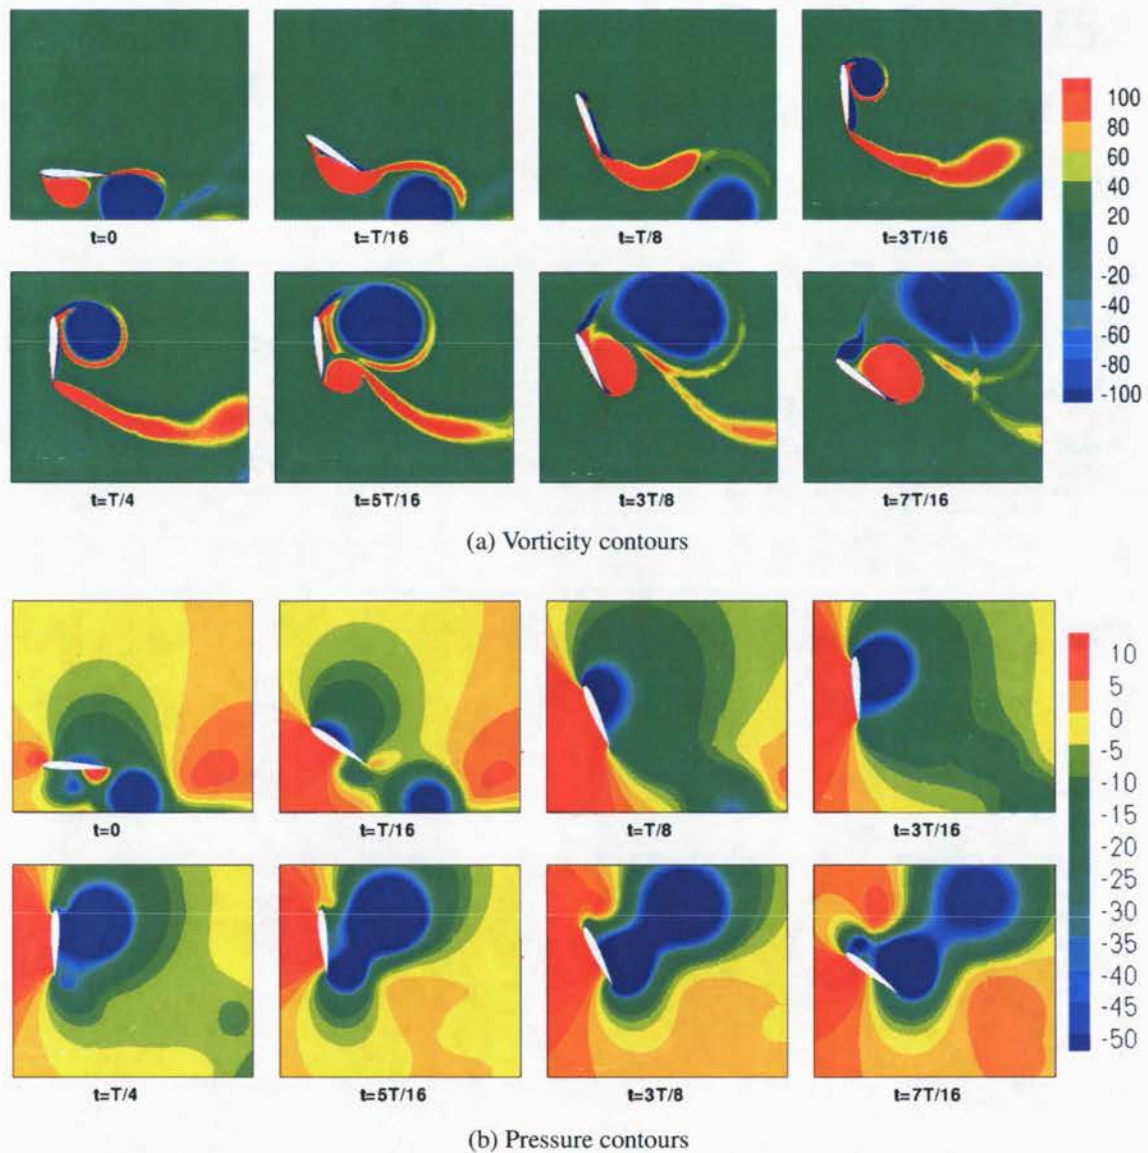 100
80
60
40
20
0
-20
-40
-60
-80
-100
t=0
t=T/16
t=T/8
t=3T/16
t=T/4
t=5T/16
t=3T/8
t=7T/16
(a) Vorticity contours
10
5
0
-5
-10
-15
-20
-25
-30
-35
-40
-45
-50
t=0
t=T/16
t=T/8
t=3T/16
t=T/4
t=5T/16
t=3T/8
t=7T/16
(b) Pressure contours